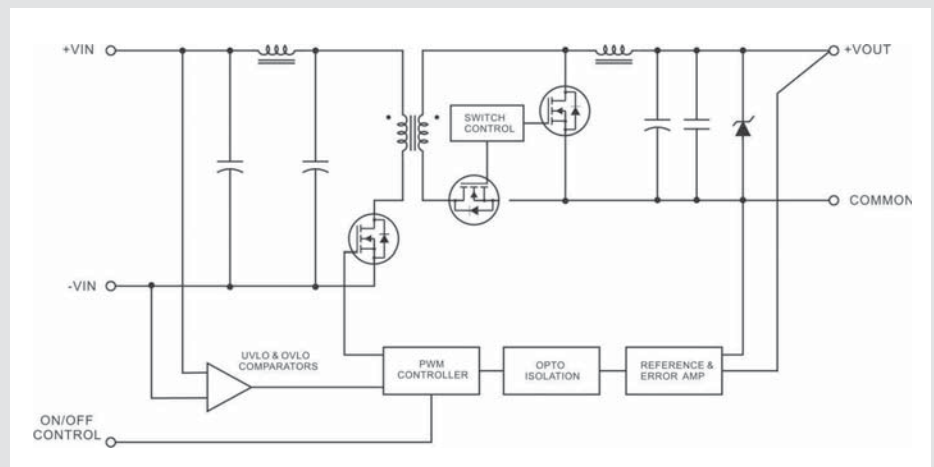 +VIN
+VOUT
SWITCH
CONTROL
COMMON
-VIN
UVLO & OVLO
COMPARATORS
PWM
CONTROLLER
OPTO
ISOLATION
REFERENCE &
ERROR AMP
ON/OFF
CONTROL